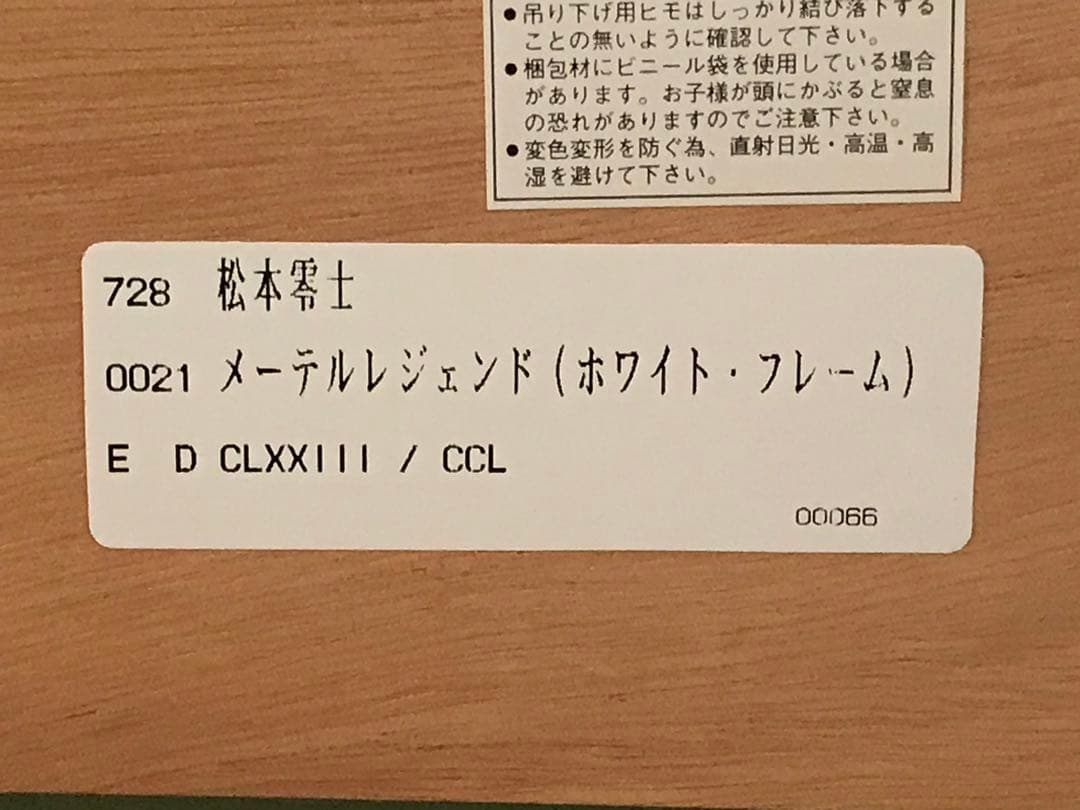 ●吊り下げ用ヒモはしっかり結び落下する
ことの無いように確認して下さい。
●梱包材にビニール袋を使用している場合
があります。お子様が頭にかぶると窒息
の恐れがありますのでご注意下さい。
●変色変形を防ぐ為、直射日光・高温・高
湿を避けて下さい。
728 松本零士
0021 メーテルレジェンド(ホワイト・フレーム)
E D CLXXIII / CCL
00066